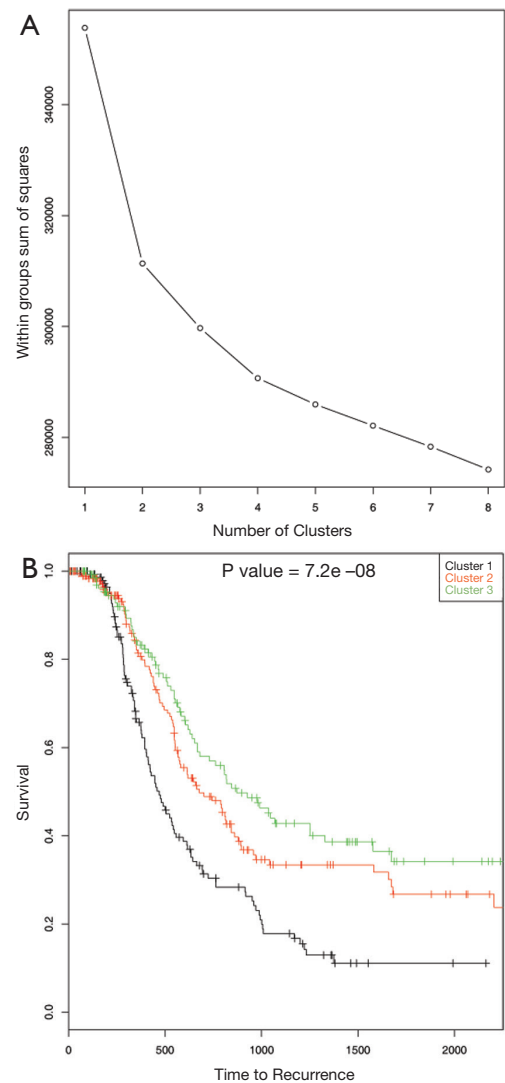 A
Within groups sum of squares
340000
320000
300000
280000
1 2 3 4 5 6 7 8
Number of Clusters
B
P value = 7.2e –08
Cluster 1
Cluster 2
Cluster 3
Survival
1.0
0.8
0.6
0.4
0.2
0.0
0 500 1000 1500 2000
Time to Recurrence